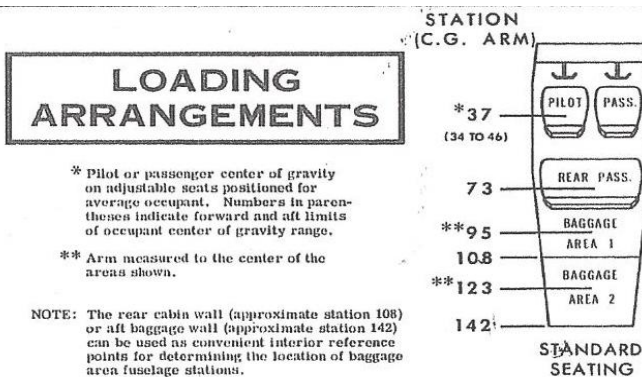 LOADING
ARRANGEMENTS
* Pilot or passenger center of gravity
on adjustable seats positioned for
average occupant. Numbers in paren-
theses indicate forward and aft limits
of occupant center of gravity range.
** Arm measured to the center of the
areas shown.
NOTE: The rear cabin wall (approximate station 108)
or aft baggage wall (approximate station 142)
can be used as convenient interior reference
points for determining the location of baggage
area fuselage stations.
STATION
(C.G. ARM)
PILOT
PASS.
*37
(34 TO 46)
REAR PASS.
73
BAGGAGE
AREA 1
**95
108
BAGGAGE
AREA 2
**123
142
STANDARD
SEATING